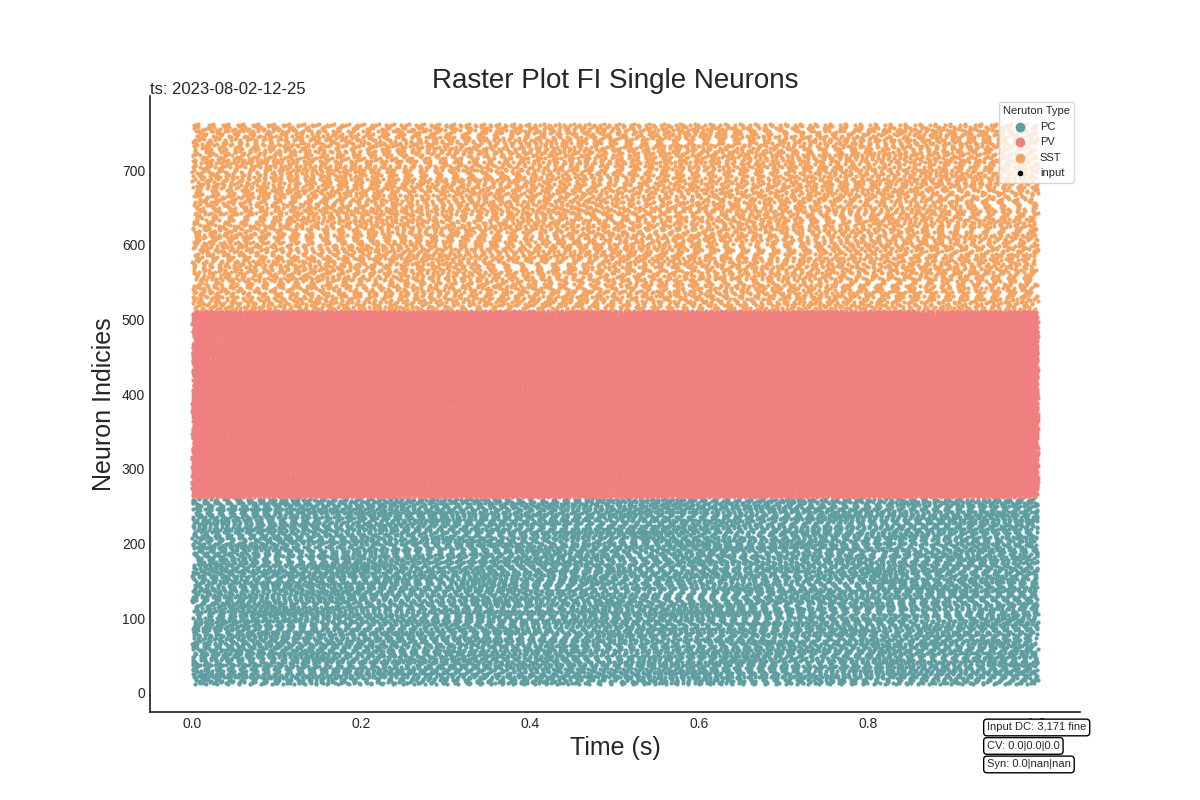 Raster Plot FI Single Neurons
ts: 2023-08-02-12-25
Neruton Type
PC
PV
SST
input
Neuron Indicies
700
600
500
400
300
200
100
0
0.0 0.2 0.4 0.6 0.8
Time (s)
Input DC: 3,171 fine
CV: 0.0|0.0|0.0
Syn: 0.0|nan|nan